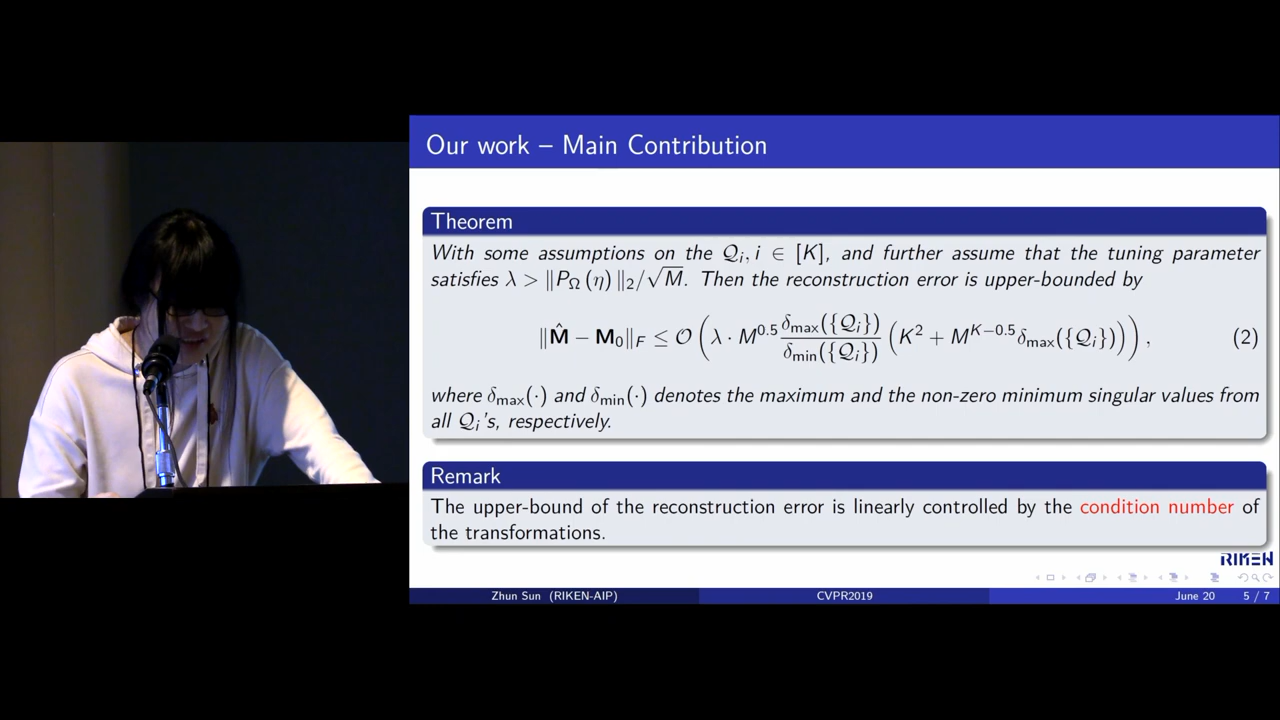 Our work – Main Contribution
Theorem
With some assumptions on the 𝒬ᵢ, i ∈ [K], and further assume that the tuning parameter
satisfies λ > ‖P_Ω (η) ‖₂/√M. Then the reconstruction error is upper-bounded by
‖M̂ − M₀‖_F ≤ 𝒪 ( λ · M^{0.5} δ_max({𝒬ᵢ}) / δ_min({𝒬ᵢ}) ( K² + M^{K−0.5} δ_max({𝒬ᵢ}) ) ) , (2)
where δ_max(·) and δ_min(·) denotes the maximum and the non-zero minimum singular values from
all 𝒬ᵢ's, respectively.
Remark
The upper-bound of the reconstruction error is linearly controlled by the condition number of
the transformations.
RIKEN
Zhun Sun (RIKEN-AIP) CVPR2019 June 20 5 / 7